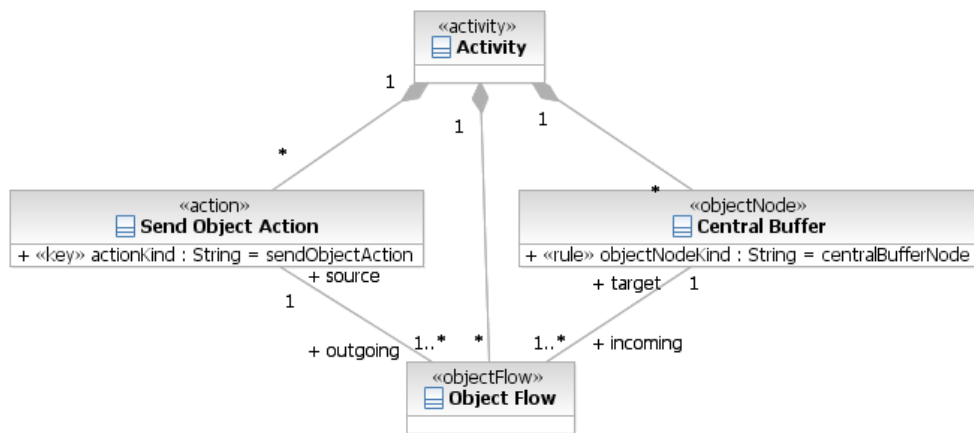 «activity»
Activity
1
1
1
*
*
«action»
Send Object Action
+ «key» actionKind : String = sendObjectAction
«objectNode»
Central Buffer
+ «rule» objectNodeKind : String = centralBufferNode
+ source
+ target
1
1
+ outgoing
1..*
*
1..*
+ incoming
«objectFlow»
Object Flow